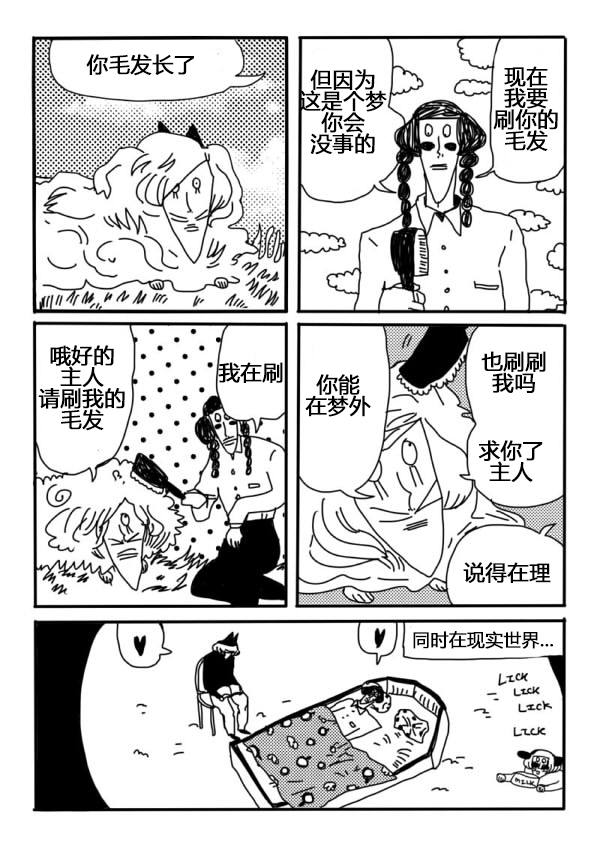 你毛发长了
但因为
这是个梦
你会
没事的
现在
我要
刷你的
毛发
哦好的
主人
请刷我的
毛发
我在刷
你能
在梦外
也刷刷
我吗
求你了
主人
说得在理
同时在现实世界...
LICK
LICK
LICK
LICK
MILK